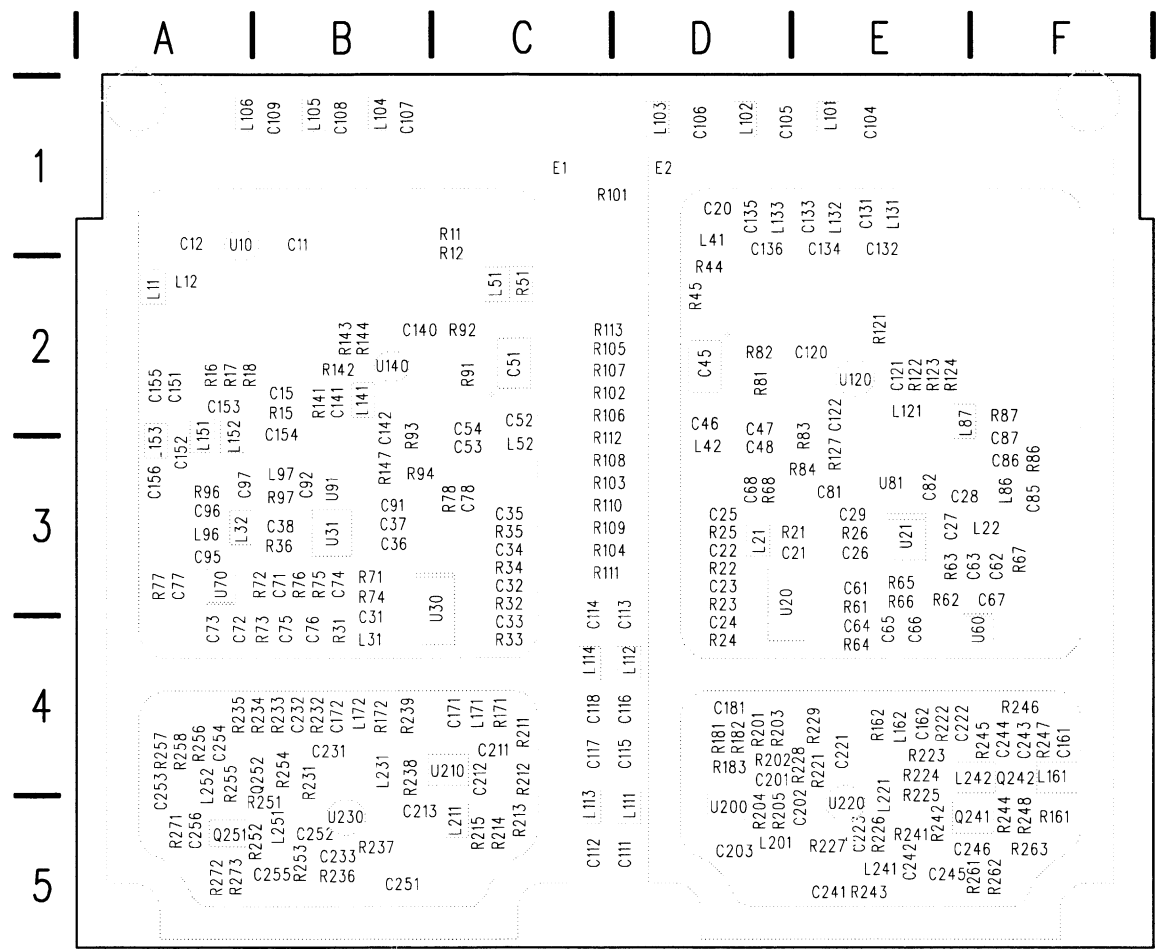 A B C D E F
1
L106 C109 L105 C108 L104 C107 L103 C106 L102 C105 L101 C104
E1 E2
R101
C20 C135 L133 C133 L132 C131 L131
C12 U10 C11 R11 L41 C136 C134 C132
R12
R44
L11 L12 L51 R51 R45
2
R143 R144 C140 R92 R113 R121
R105 R82 C120
R142 U140 C51 R107 C45
C155 C151 R16 R17 R18 R91 R81 U120 C121 R122 R123 R124
C15 R141 C141 L141 R102
C153 R15 R106 L121 L87 R87
C142 C54 C52 C46 C47 C122
L153 C152 L151 L152 C154 R93 C53 L52 R112 L42 C48 R83 R127 C87
R108 C86 R86
L97 R147 R94 R84
C156 R96 C97 R97 C92 U91 R78 C78 R103 C68 R68 C81 U81 C82 C28 L86 C85
3
C96 C91 C35 R110 C25 C29
L96 L32 C38 U31 C37 R35 R109 R25 L21 R21 R26 U21 C27 L22
C95 R36 C36 C34 R104 C22 C21 C26
R77 C77 U70 R72 C71 R76 R75 C74 R71 R34 R111 R22 R63 C63 C62 R67
R74 U30 C32 C23 U20 C61 R65
R32 R23 R61 R66 R62 C67
C73 C72 R73 C75 C76 R31 C31 C33 C114 C113 C24 C64 C65 C66 U60
L31 R33 R24 R64
L114 L112
4
R235 R234 R233 C232 R232 C172 L172 R172 R239 C171 L171 R171 C118 C116 C181 R246
R257 R258 R256 C254 C231 C211 R211 C117 C115 R181 R182 R201 R203 R229 C221 R162 L162 C162 R222 C222 R245 C244 C243 R247 C161
R183 R202 R228 R223
C253 L252 R255 Q252 R254 R231 L231 R238 U210 C212 R212 C201 R221 R224 L242 Q242 L161
R251 L113 L111 R225
R271 C256 Q251 R252 L251 C252 U230 C213 L211 R215 R214 R213 U200 R204 R205 C202 U220 L221 Q241 R244 R248 R161
C223 R226 R241 R242
5
R253 C233 R237 C112 C111 C203 L201 R227 C246 R263
R272 R273 C255 R236 C251 L241 C242 C245 R261 R262
C241 R243